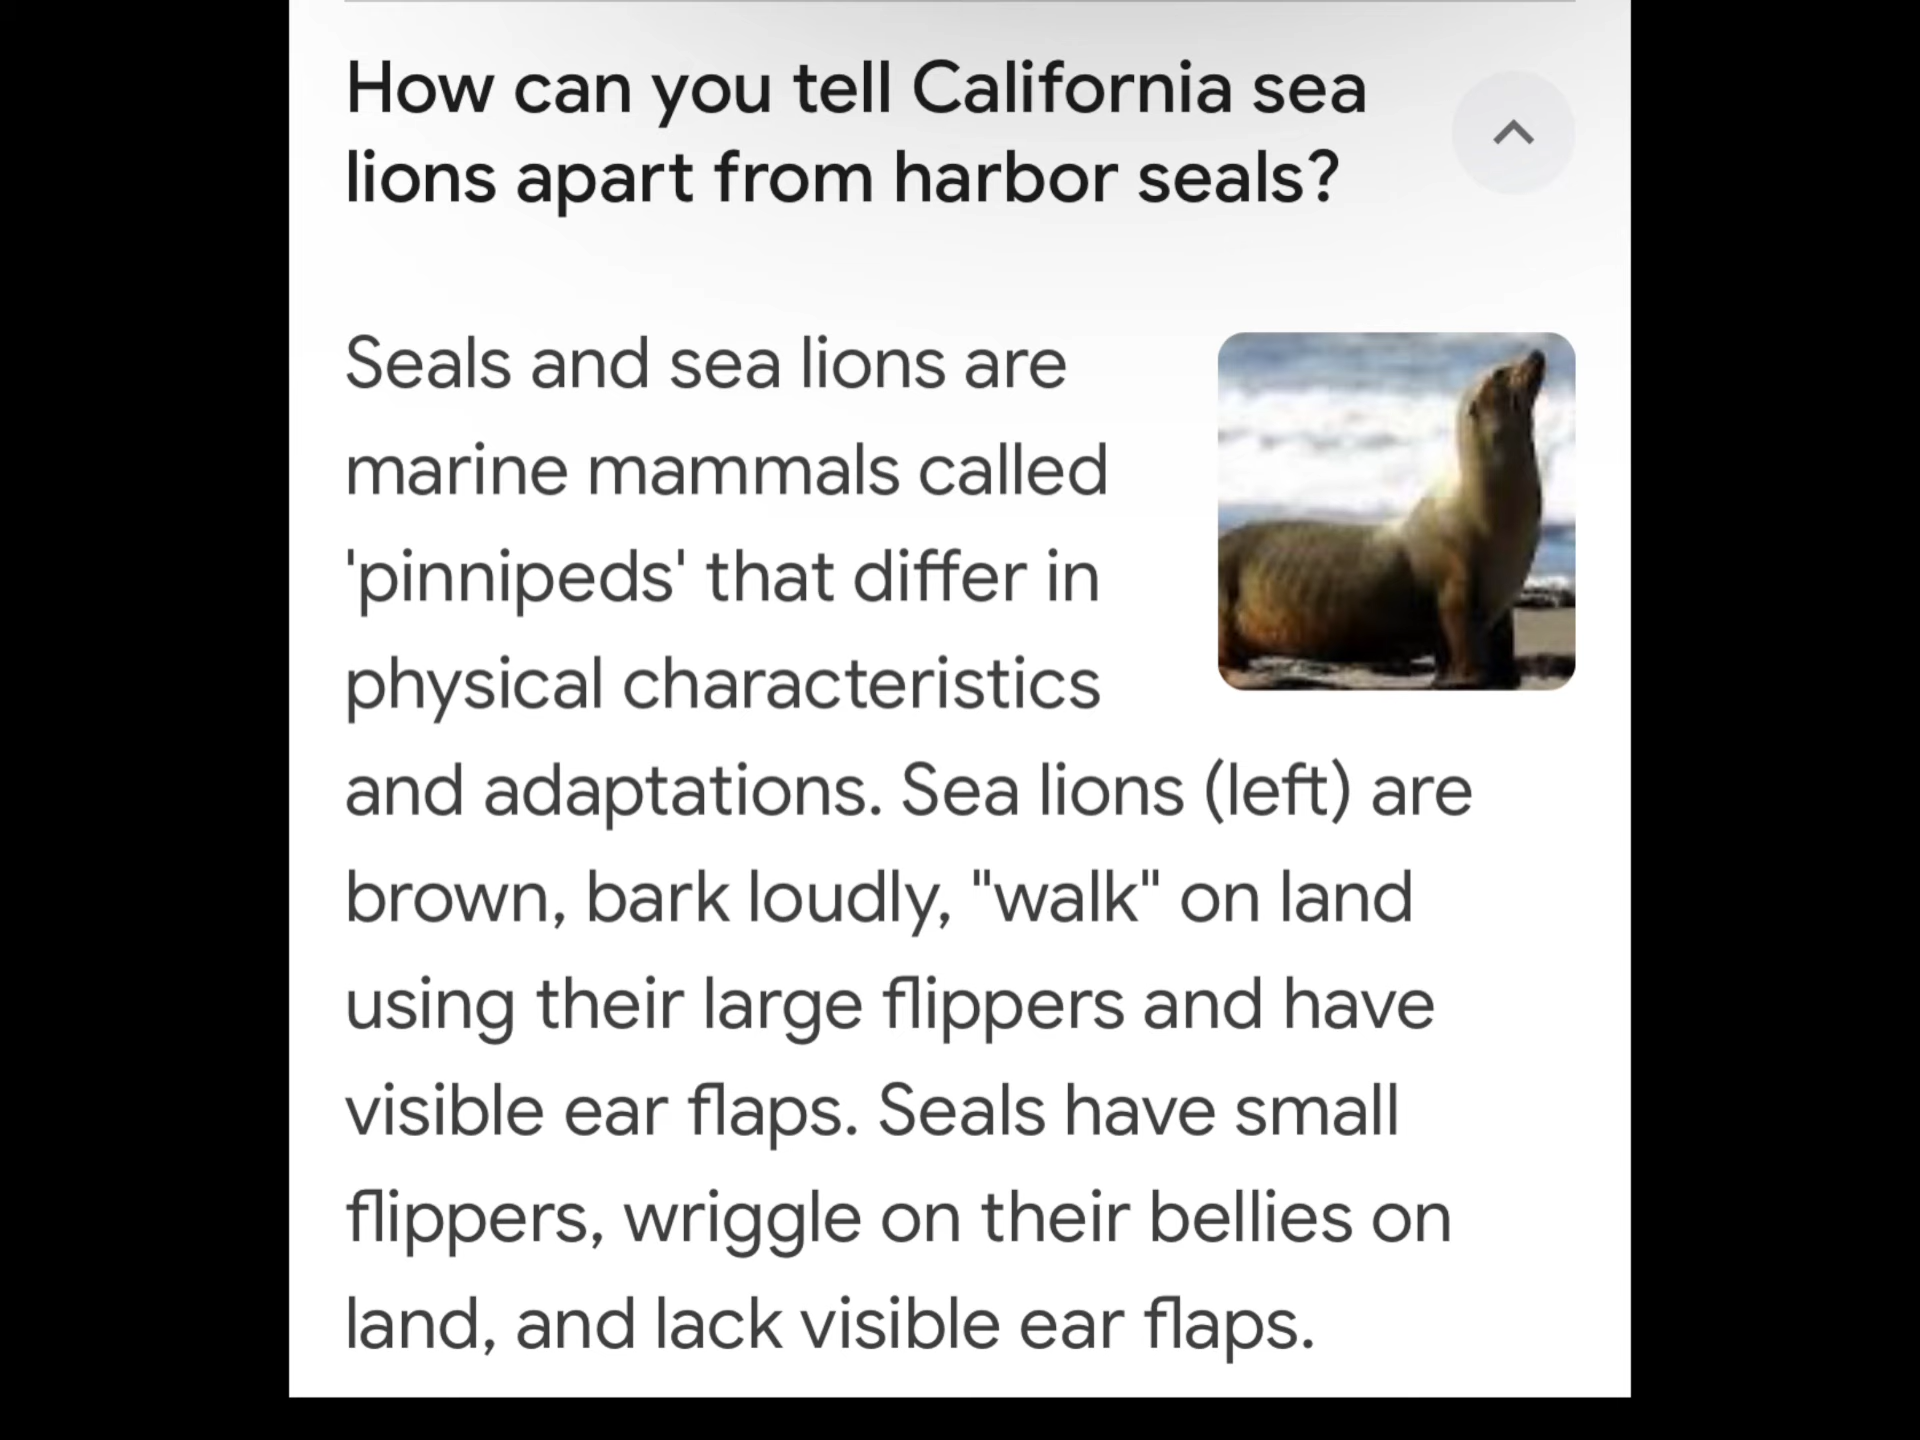 How can you tell California sea
lions apart from harbor seals?
Seals and sea lions are
marine mammals called
'pinnipeds' that differ in
physical characteristics
and adaptations. Sea lions (left) are
brown, bark loudly, "walk" on land
using their large flippers and have
visible ear flaps. Seals have small
flippers, wriggle on their bellies on
land, and lack visible ear flaps.